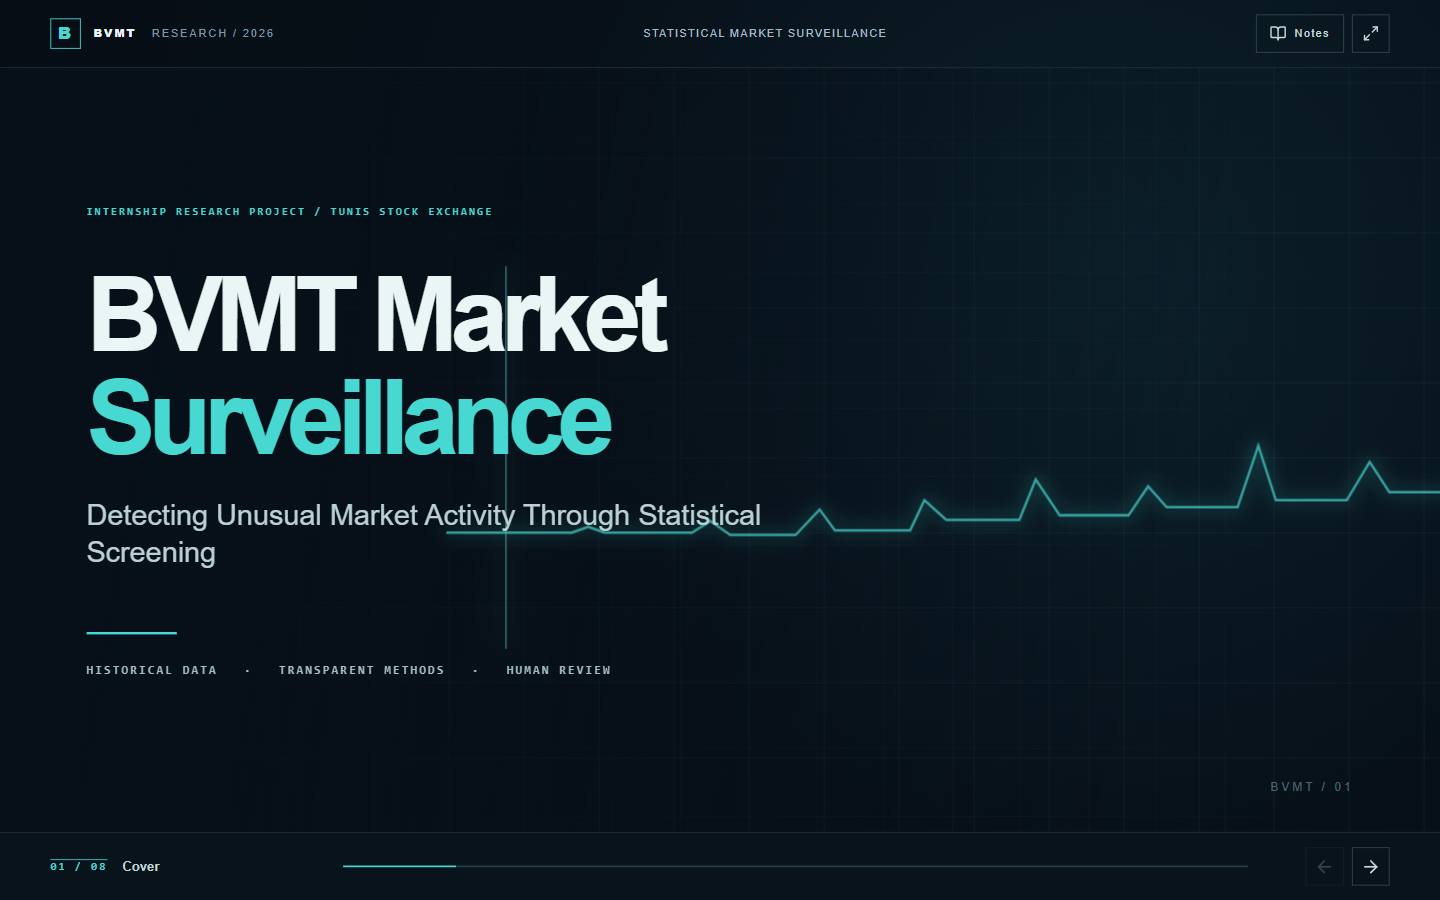 B BVMT RESEARCH / 2026
STATISTICAL MARKET SURVEILLANCE
Notes
INTERNSHIP RESEARCH PROJECT / TUNIS STOCK EXCHANGE
BVMT Market
Surveillance
Detecting Unusual Market Activity Through Statistical
Screening
HISTORICAL DATA · TRANSPARENT METHODS · HUMAN REVIEW
BVMT / 01
01 / 08 Cover